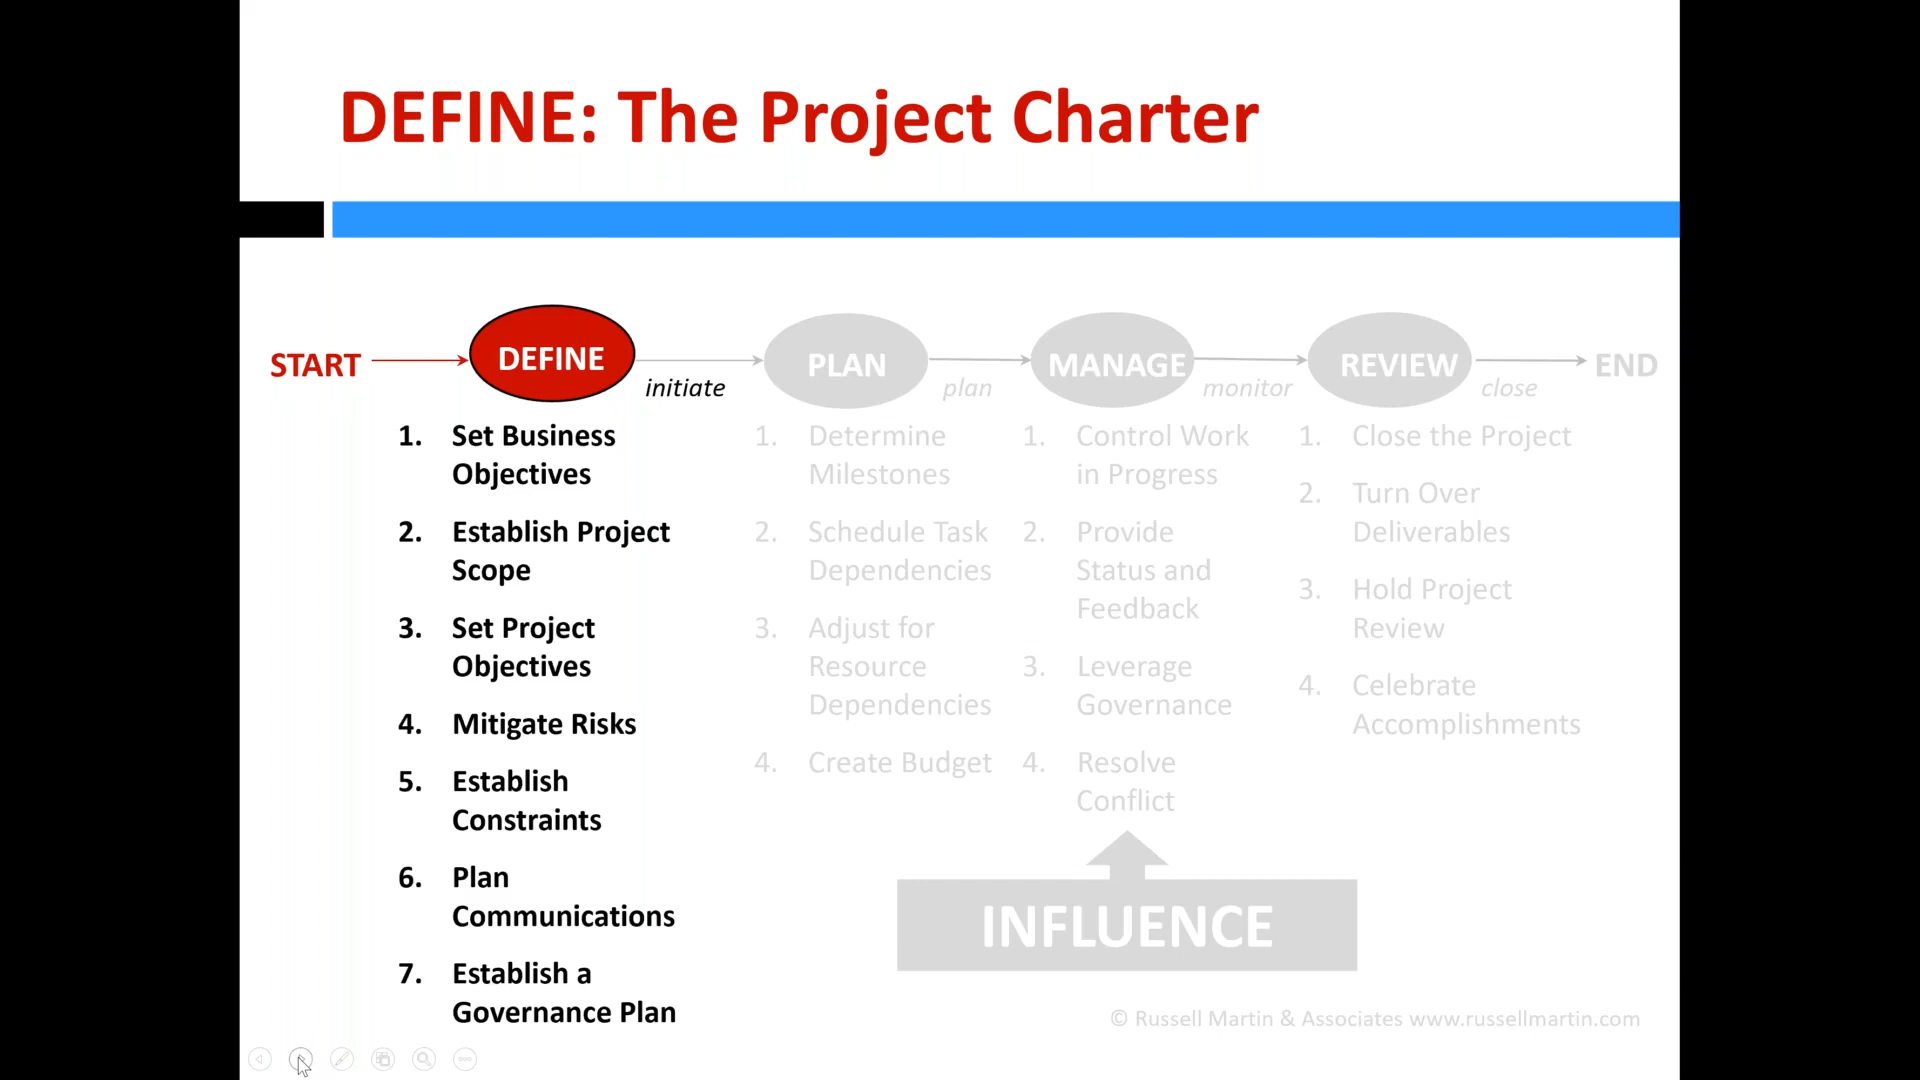 DEFINE: The Project Charter
START
DEFINE
initiate
PLAN
plan
MANAGE
monitor
REVIEW
close
END
1. Set Business
Objectives
2. Establish Project
Scope
3. Set Project
Objectives
4. Mitigate Risks
5. Establish
Constraints
6. Plan
Communications
7. Establish a
Governance Plan
1. Determine
Milestones
2. Schedule Task
Dependencies
3. Adjust for
Resource
Dependencies
4. Create Budget
1. Control Work
in Progress
2. Provide
Status and
Feedback
3. Leverage
Governance
4. Resolve
Conflict
1. Close the Project
2. Turn Over
Deliverables
3. Hold Project
Review
4. Celebrate
Accomplishments
INFLUENCE
© Russell Martin & Associates www.russellmartin.com